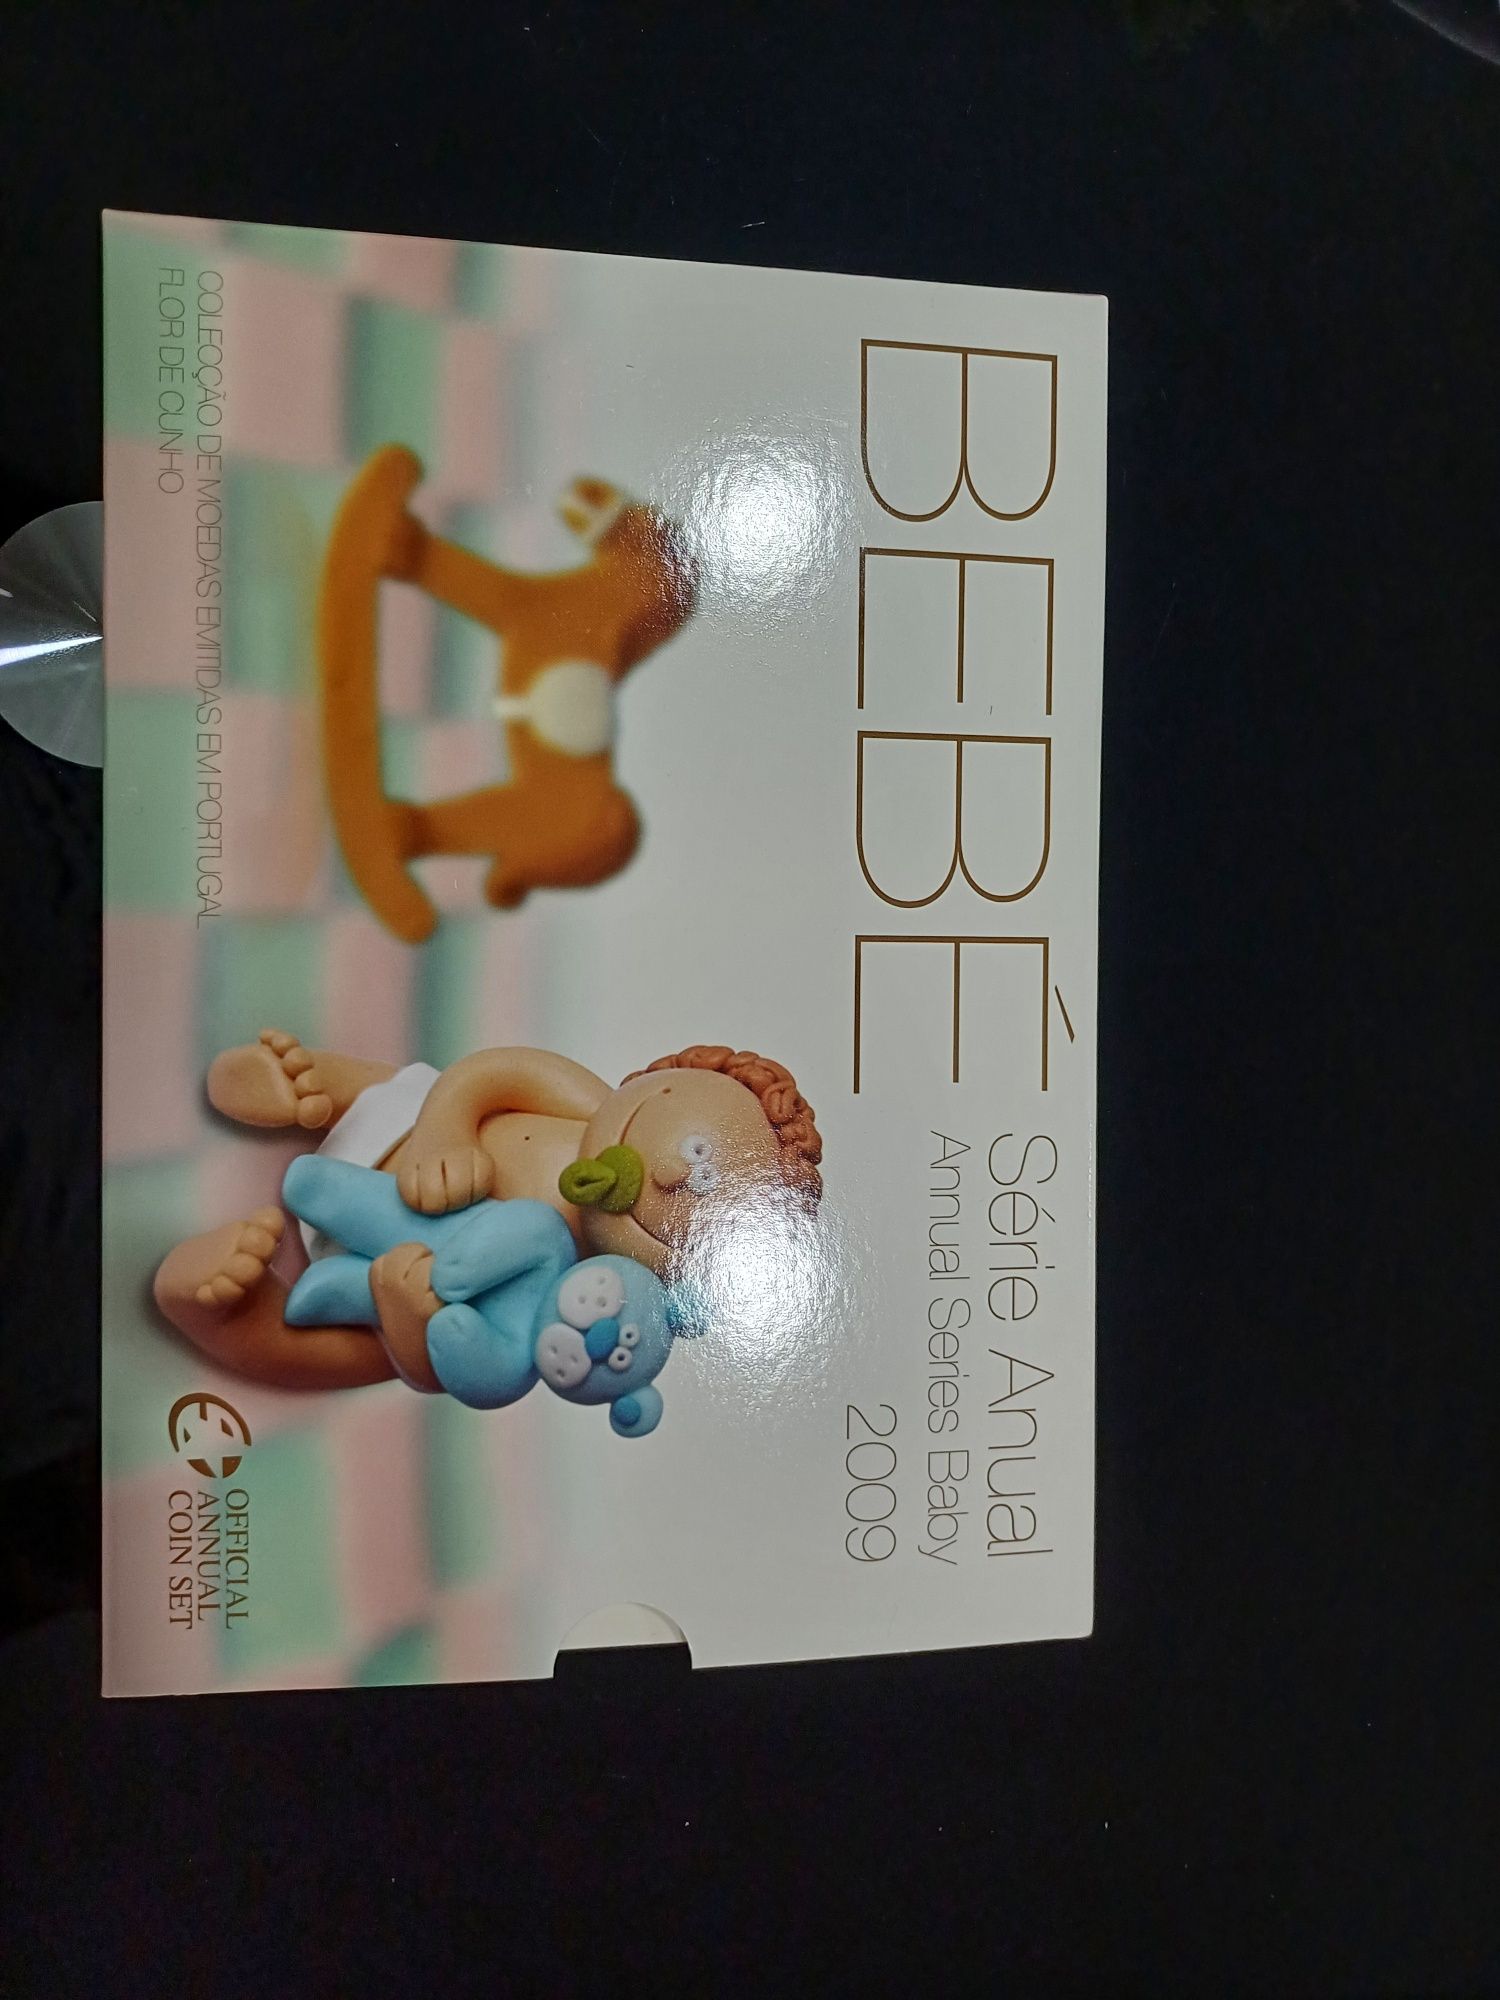 BEBÉ
Série Anual
Annual Series Baby
2009
COLECÇÃO DE MOEDAS EMITIDAS EM PORTUGAL
FLOR DE CUNHO
OFFICIAL
ANNUAL
COIN SET